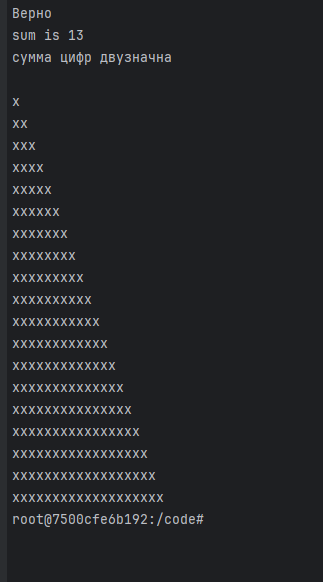 Верно
sum is 13
сумма цифр двузначна
x
xx
xxx
xxxx
xxxxx
xxxxxx
xxxxxxx
xxxxxxxx
xxxxxxxxx
xxxxxxxxxx
xxxxxxxxxxx
xxxxxxxxxxxx
xxxxxxxxxxxxx
xxxxxxxxxxxxxx
xxxxxxxxxxxxxxx
xxxxxxxxxxxxxxxx
xxxxxxxxxxxxxxxxx
xxxxxxxxxxxxxxxxxx
xxxxxxxxxxxxxxxxxxx
root@7500cfe6b192:/code#